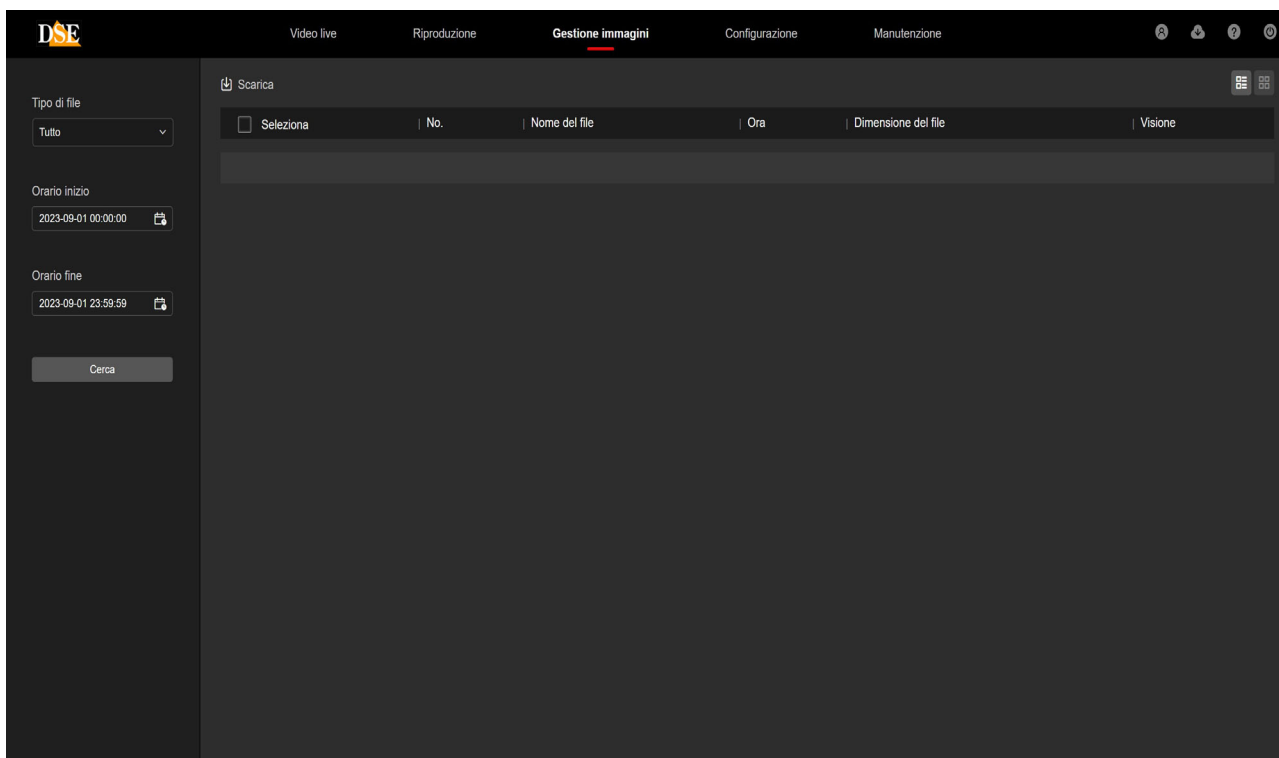 DSE Video live Riproduzione Gestione immagini Configurazione Manutenzione
Scarica
Tipo di file
Tutto
Seleziona No. Nome del file Ora Dimensione del file Visione
Orario inizio
2023-09-01 00:00:00
Orario fine
2023-09-01 23:59:59
Cerca